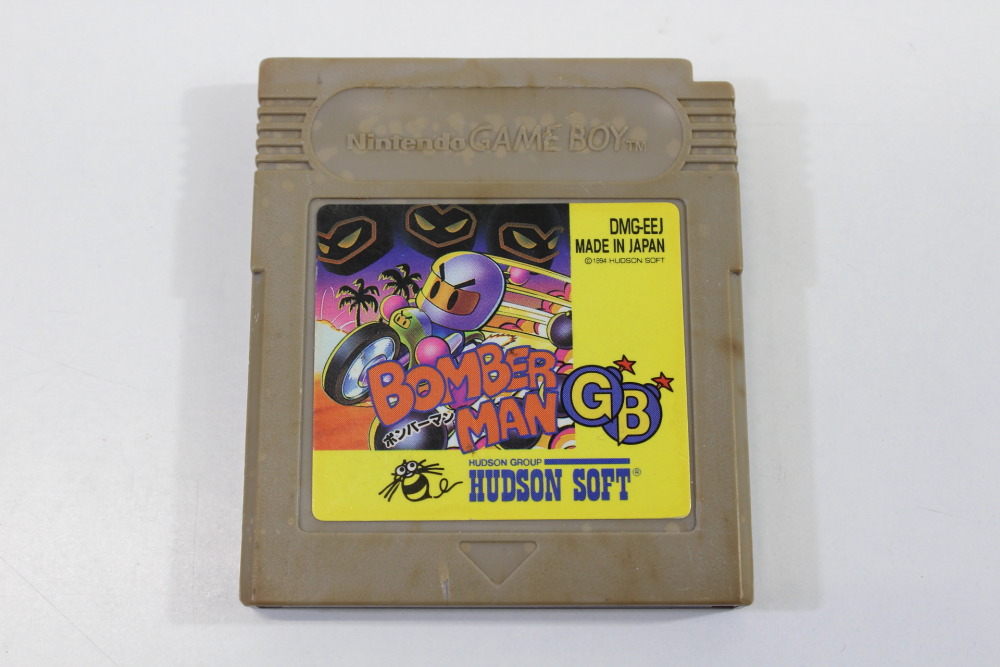 Nintendo GAME BOY TM
DMG-EEJ
MADE IN JAPAN
©1994 HUDSON SOFT
BOMBER
MAN
GB
ボンバーマン
HUDSON GROUP
HUDSON SOFT®